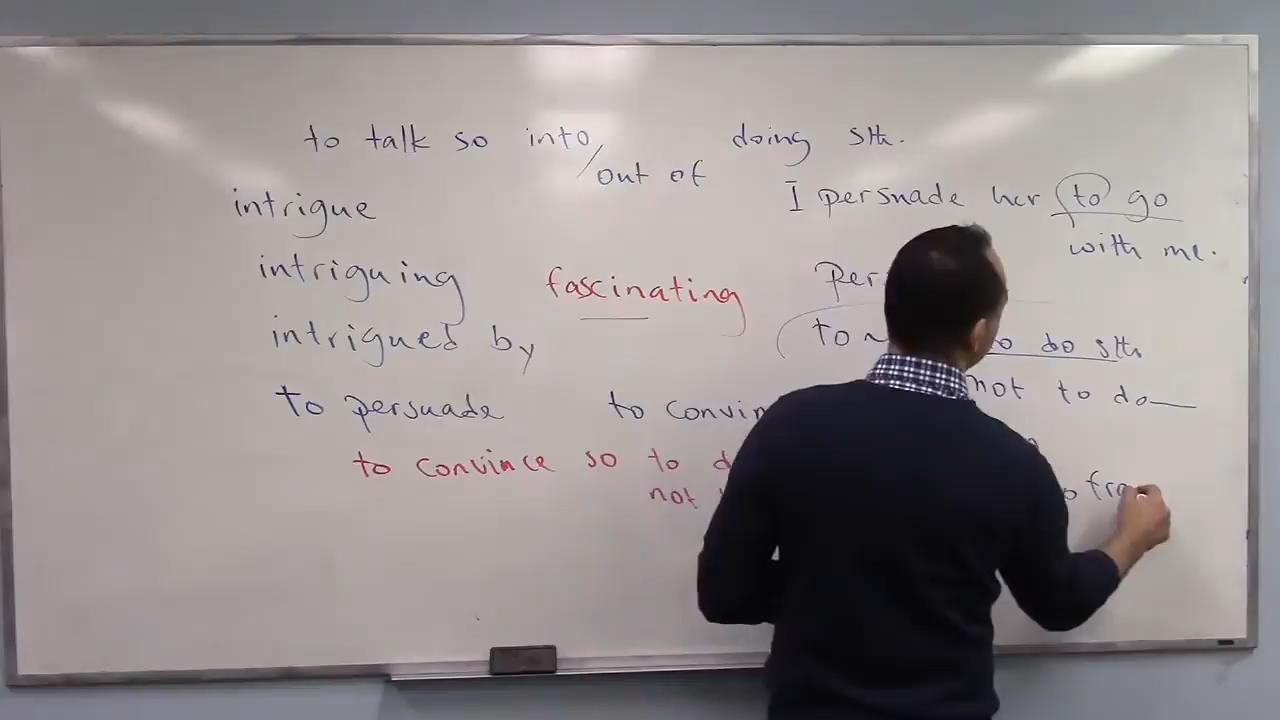 to talk so into doing sth.
/out of
intrigue
I persuade her to go
with me.
intriguing fascinating
intrigued by
to do sth
not to do
to persuade to
to convince so to
not